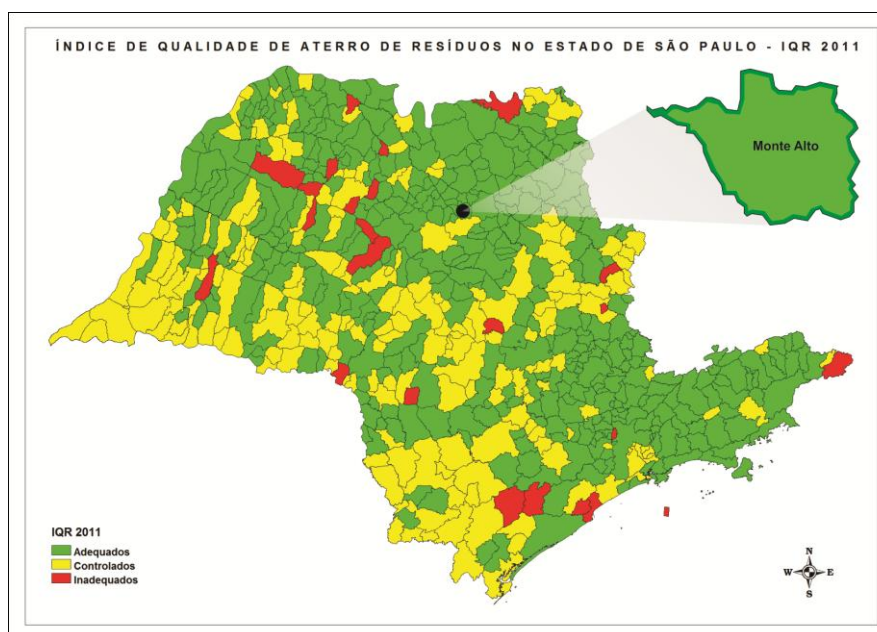 ÍNDICE DE QUALIDADE DE ATERRO DE RESÍDUOS NO ESTADO DE SÃO PAULO - IQR 2011
Monte Alto
IQR 2011
Adequados
Controlados
Inadequados
N
W E
S